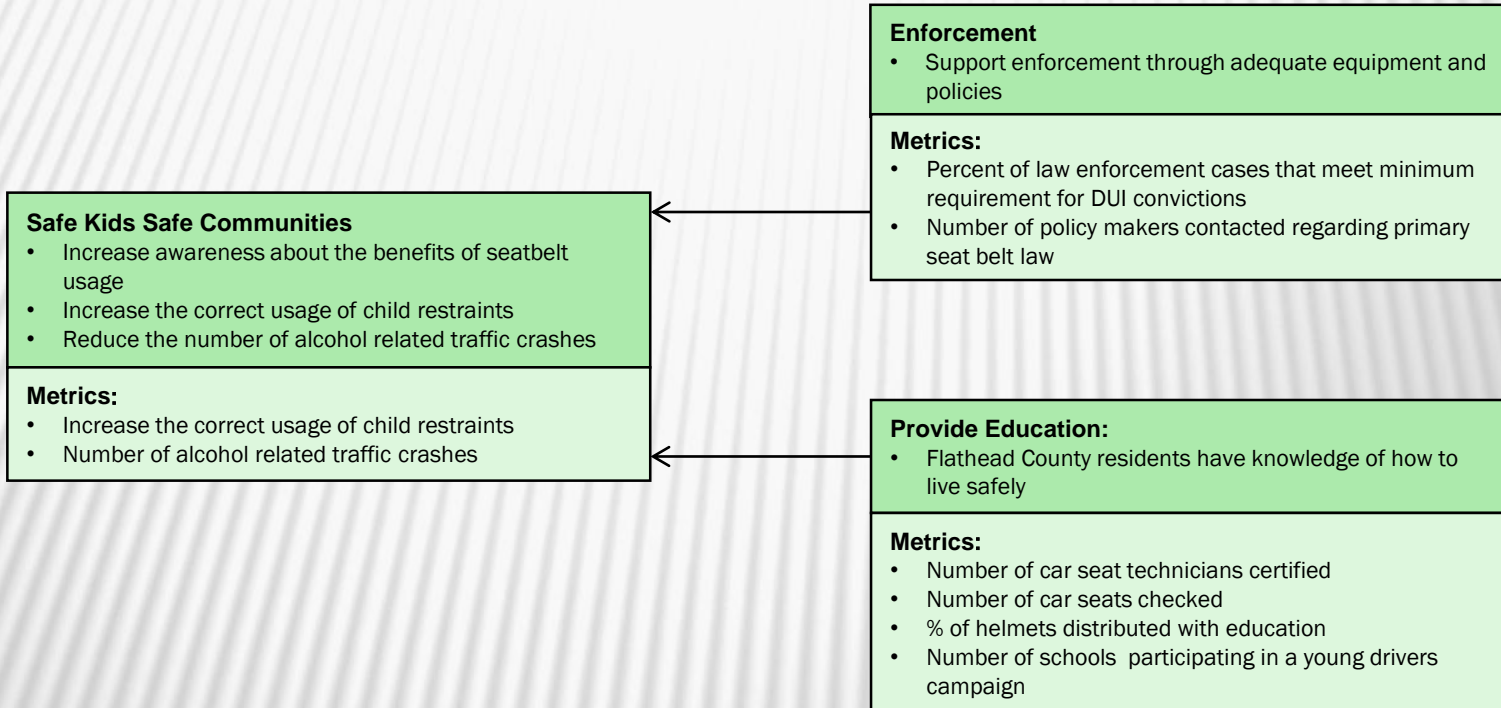 Enforcement
• Support enforcement through adequate equipment and
policies
Metrics:
• Percent of law enforcement cases that meet minimum
requirement for DUI convictions
• Number of policy makers contacted regarding primary
seat belt law
Safe Kids Safe Communities
• Increase awareness about the benefits of seatbelt
usage
• Increase the correct usage of child restraints
• Reduce the number of alcohol related traffic crashes
Metrics:
• Increase the correct usage of child restraints
• Number of alcohol related traffic crashes
Provide Education:
• Flathead County residents have knowledge of how to
live safely
Metrics:
• Number of car seat technicians certified
• Number of car seats checked
• % of helmets distributed with education
• Number of schools  participating in a young drivers
campaign